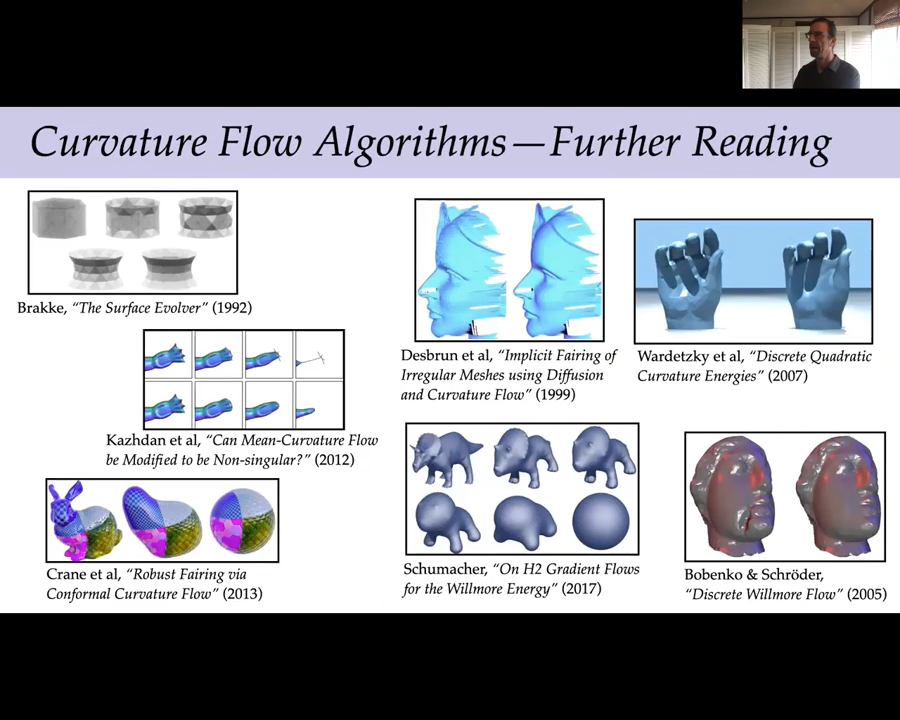 Curvature Flow Algorithms—Further Reading
Brakke, “The Surface Evolver” (1992)
Kazhdan et al, “Can Mean-Curvature Flow
be Modified to be Non-singular?” (2012)
Crane et al, “Robust Fairing via
Conformal Curvature Flow” (2013)
Desbrun et al, “Implicit Fairing of
Irregular Meshes using Diffusion
and Curvature Flow” (1999)
Wardetzky et al, “Discrete Quadratic
Curvature Energies” (2007)
Schumacher, “On H2 Gradient Flows
for the Willmore Energy” (2017)
Bobenko & Schröder,
“Discrete Willmore Flow” (2005)